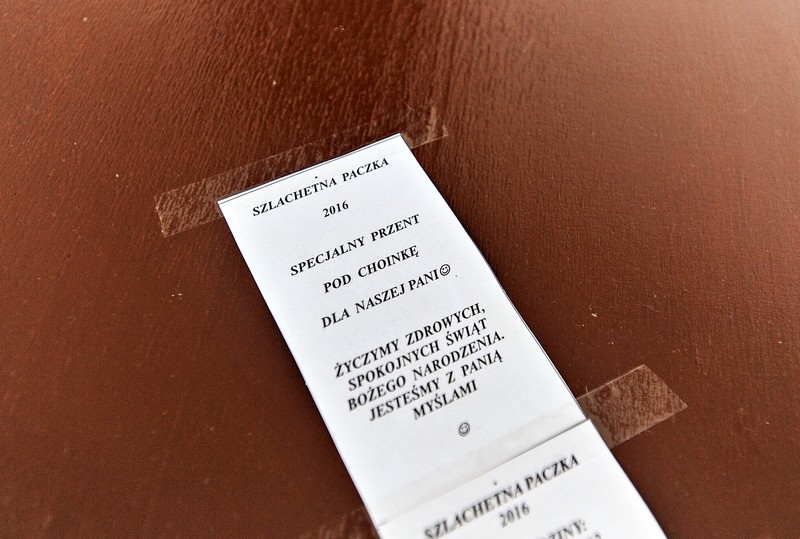 SZLACHETNA PACZKA
2016
SPECJALNY PRZENT
POD CHOINKĘ
DLA NASZEJ PANI☺
ŻYCZYMY ZDROWYCH,
SPOKOJNYCH ŚWIĄT
BOŻEGO NARODZENIA.
JESTEŚMY Z PANIĄ
MYŚLAMI
☺
SZLACHETNA PACZKA
2016